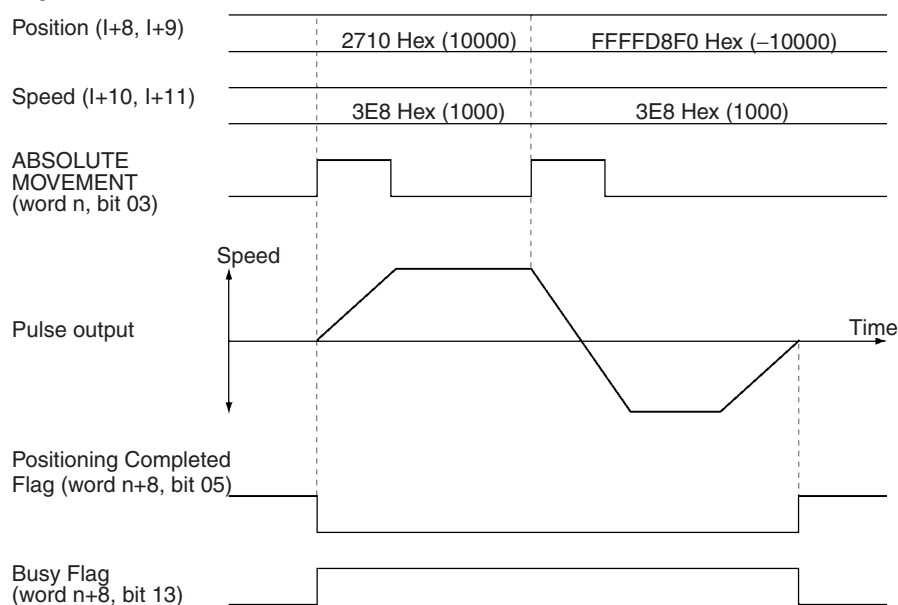 Position (I+8, I+9)
2710 Hex (10000)
FFFFD8F0 Hex (−10000)
Speed (I+10, I+11)
3E8 Hex (1000)
3E8 Hex (1000)
ABSOLUTE
MOVEMENT
(word n, bit 03)
Speed
Pulse output
Time
Positioning Completed
Flag (word n+8, bit 05)
Busy Flag
(word n+8, bit 13)